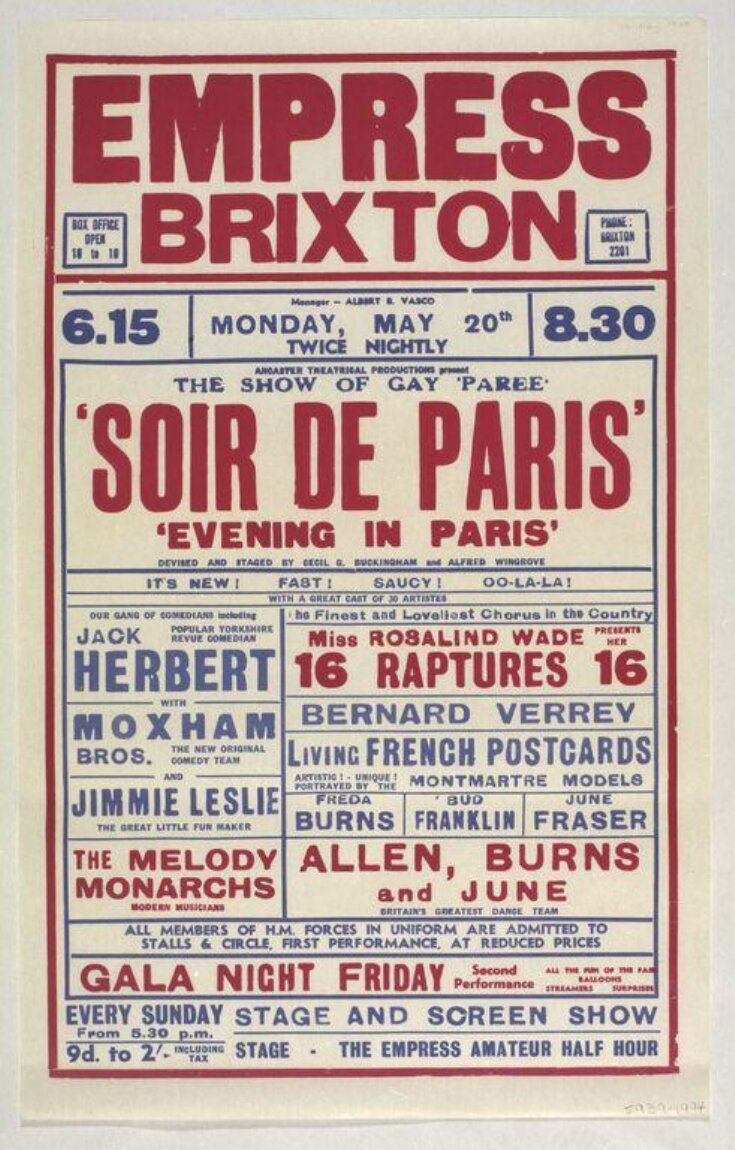 EMPRESS
BRIXTON
BOX OFFICE
OPEN
10 to 10
PHONE:
BRIXTON
2201
6.15
Manager – ALBERT E. VASCO
MONDAY, MAY 20th
TWICE NIGHTLY
8.30
ANCASTER THEATRICAL PRODUCTIONS present
THE SHOW OF GAY 'PAREE'
'SOIR DE PARIS'
'EVENING IN PARIS'
DEVISED AND STAGED BY CECIL G. BUCKINGHAM and ALFRED WINGROVE
IT'S NEW! FAST! SAUCY! OO-LA-LA!
WITH A GREAT CAST OF 30 ARTISTES
OUR GANG OF COMEDIANS including
JACK POPULAR YORKSHIRE
REVUE COMEDIAN
HERBERT
WITH
MOXHAM
BROS. THE NEW ORIGINAL
COMEDY TEAM
AND
JIMMIE LESLIE
THE GREAT LITTLE FUN MAKER
THE MELODY
MONARCHS
MODERN MUSICIANS
The Finest and Loveliest Chorus in the Country
Miss ROSALIND WADE PRESENTS
HER
16 RAPTURES 16
BERNARD VERREY
LIVING FRENCH POSTCARDS
ARTISTIC! - UNIQUE!
PORTRAYED BY THE MONTMARTRE MODELS
FREDA
BURNS
BUD
FRANKLIN
JUNE
FRASER
ALLEN, BURNS
and JUNE
BRITAIN'S GREATEST DANCE TEAM
ALL MEMBERS OF H.M. FORCES IN UNIFORM ARE ADMITTED TO
STALLS & CIRCLE, FIRST PERFORMANCE, AT REDUCED PRICES
GALA NIGHT FRIDAY Second
Performance
ALL THE FUN OF THE FAIR
BALLOONS
STREAMERS SURPRISES
EVERY SUNDAY STAGE AND SCREEN SHOW
From 5.30 p.m.
9d. to 2/- INCLUDING
TAX
STAGE - THE EMPRESS AMATEUR HALF HOUR